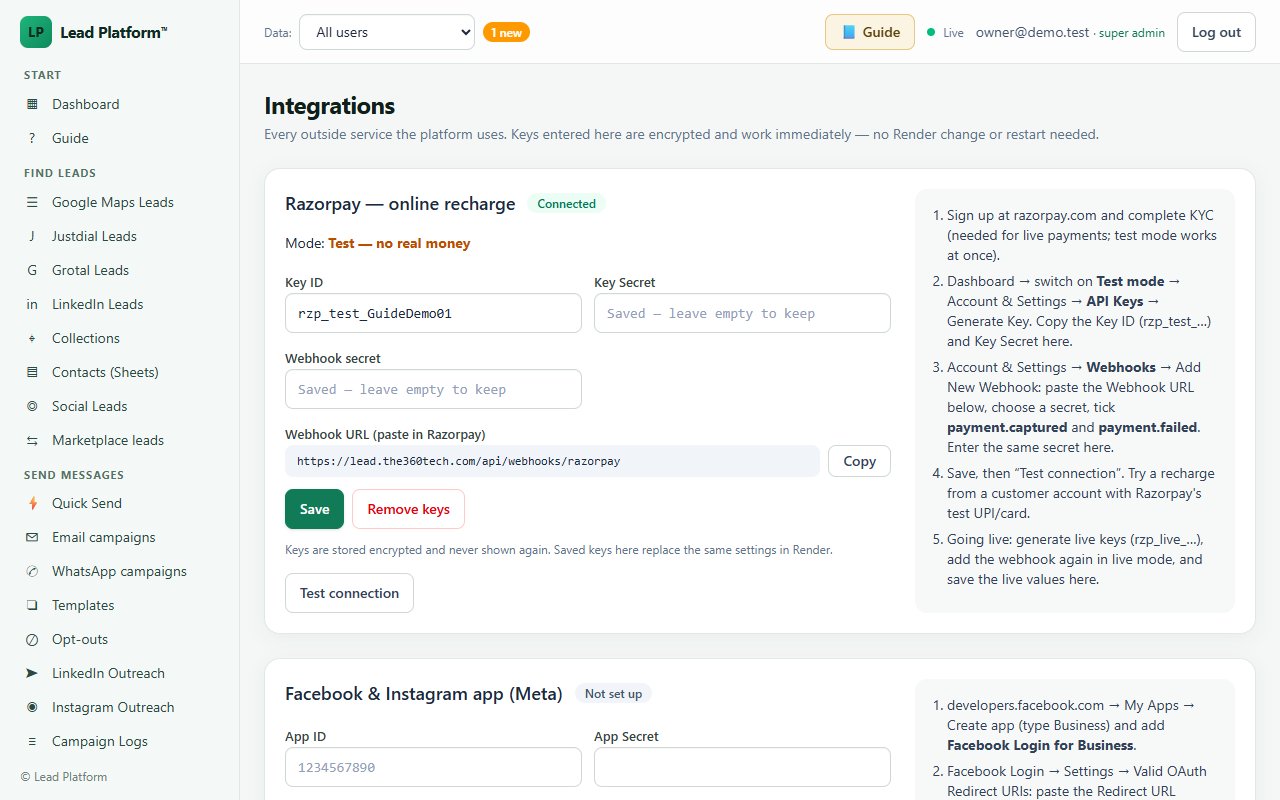 LP Lead Platform™
START
Dashboard
? Guide
FIND LEADS
Google Maps Leads
J Justdial Leads
G Grotal Leads
in LinkedIn Leads
Collections
Contacts (Sheets)
Social Leads
Marketplace leads
SEND MESSAGES
Quick Send
Email campaigns
WhatsApp campaigns
Templates
Opt-outs
LinkedIn Outreach
Instagram Outreach
Campaign Logs
© Lead Platform
Data: All users 1 new
Guide Live owner@demo.test · super admin Log out
Integrations
Every outside service the platform uses. Keys entered here are encrypted and work immediately — no Render change or restart needed.
Razorpay — online recharge Connected
Mode: Test — no real money
Key ID Key Secret
rzp_test_GuideDemo01 Saved — leave empty to keep
Webhook secret
Saved — leave empty to keep
Webhook URL (paste in Razorpay)
https://lead.the360tech.com/api/webhooks/razorpay Copy
Save Remove keys
Keys are stored encrypted and never shown again. Saved keys here replace the same settings in Render.
Test connection
1. Sign up at razorpay.com and complete KYC
(needed for live payments; test mode works
at once).
2. Dashboard → switch on Test mode →
Account & Settings → API Keys →
Generate Key. Copy the Key ID (rzp_test_…)
and Key Secret here.
3. Account & Settings → Webhooks → Add
New Webhook: paste the Webhook URL
below, choose a secret, tick
payment.captured and payment.failed.
Enter the same secret here.
4. Save, then “Test connection”. Try a recharge
from a customer account with Razorpay's
test UPI/card.
5. Going live: generate live keys (rzp_live_…),
add the webhook again in live mode, and
save the live values here.
Facebook & Instagram app (Meta) Not set up
App ID App Secret
1234567890
1. developers.facebook.com → My Apps →
Create app (type Business) and add
Facebook Login for Business.
2. Facebook Login → Settings → Valid OAuth
Redirect URIs: paste the Redirect URL